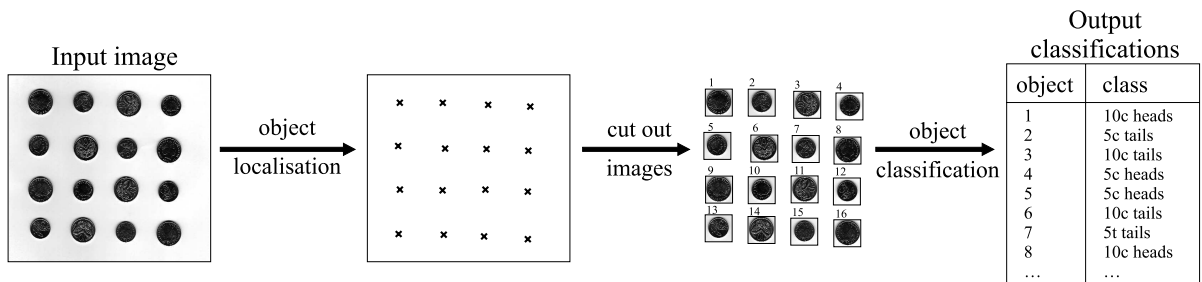 Input image
object
localisation
cut out
images
1 2 3 4
5 6 7 8
9 10 11 12
13 14 15 16
object
classification
Output
classifications
object class
1 10c heads
2 5c tails
3 10c tails
4 5c heads
5 5c heads
6 10c tails
7 5t tails
8 10c heads
… …